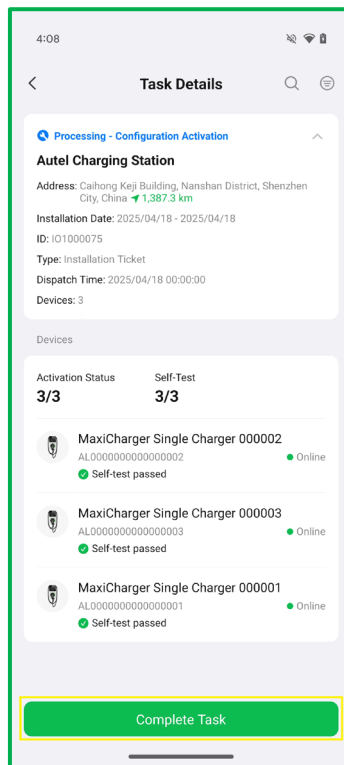 4:08
Task Details
Processing - Configuration Activation
Autel Charging Station
Address: Caihong Keji Building, Nanshan District, Shenzhen
City, China 1,387.3 km
Installation Date: 2025/04/18 - 2025/04/18
ID: IO1000075
Type: Installation Ticket
Dispatch Time: 2025/04/18 00:00:00
Devices: 3
Devices
Activation Status Self-Test
3/3 3/3
MaxiCharger Single Charger 000002
AL0000000000000002 Online
Self-test passed
MaxiCharger Single Charger 000003
AL0000000000000003 Online
Self-test passed
MaxiCharger Single Charger 000001
AL0000000000000001 Online
Self-test passed
Complete Task